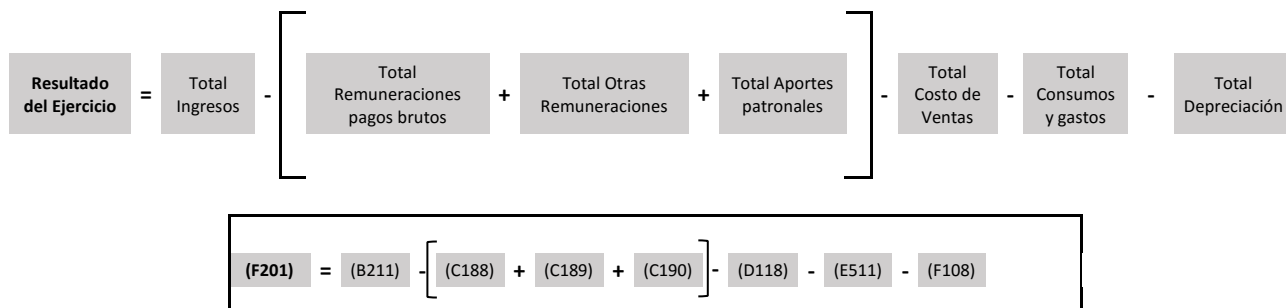 Resultado del Ejercicio = Total Ingresos - [ Total Remuneraciones pagos brutos + Total Otras Remuneraciones + Total Aportes patronales ] - Total Costo de Ventas - Total Consumos y gastos - Total Depreciación
(F201) = (B211) - [ (C188) + (C189) + (C190) ] - (D118) - (E511) - (F108)